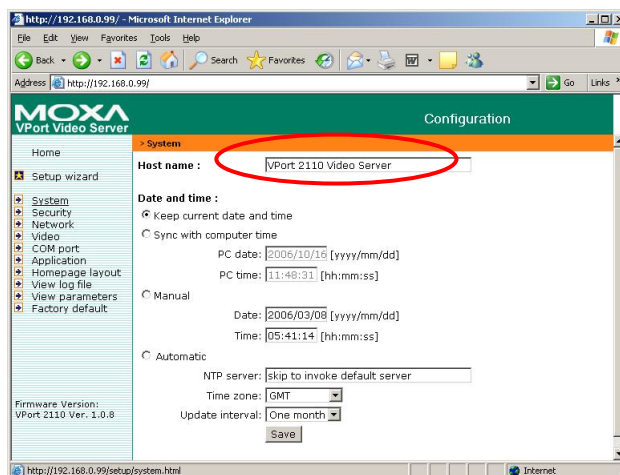 http://192.168.0.99/ - Microsoft Internet Explorer
File Edit View Favorites Tools Help
Back Search Favorites
Address http://192.168.0.99/ Go Links
MOXA
VPort Video Server
Configuration
Home
Setup wizard
System
Security
Network
Video
COM port
Application
Homepage layout
View log file
View parameters
Factory default
Firmware Version:
VPort 2110 Ver. 1.0.8
> System
Host name : VPort 2110 Video Server
Date and time :
Keep current date and time
Sync with computer time
PC date: 2006/10/16 [yyyy/mm/dd]
PC time: 11:48:31 [hh:mm:ss]
Manual
Date: 2006/03/08 [yyyy/mm/dd]
Time: 05:41:14 [hh:mm:ss]
Automatic
NTP server: skip to invoke default server
Time zone: GMT
Update interval: One month
Save
http://192.168.0.99/setup/system.html Internet